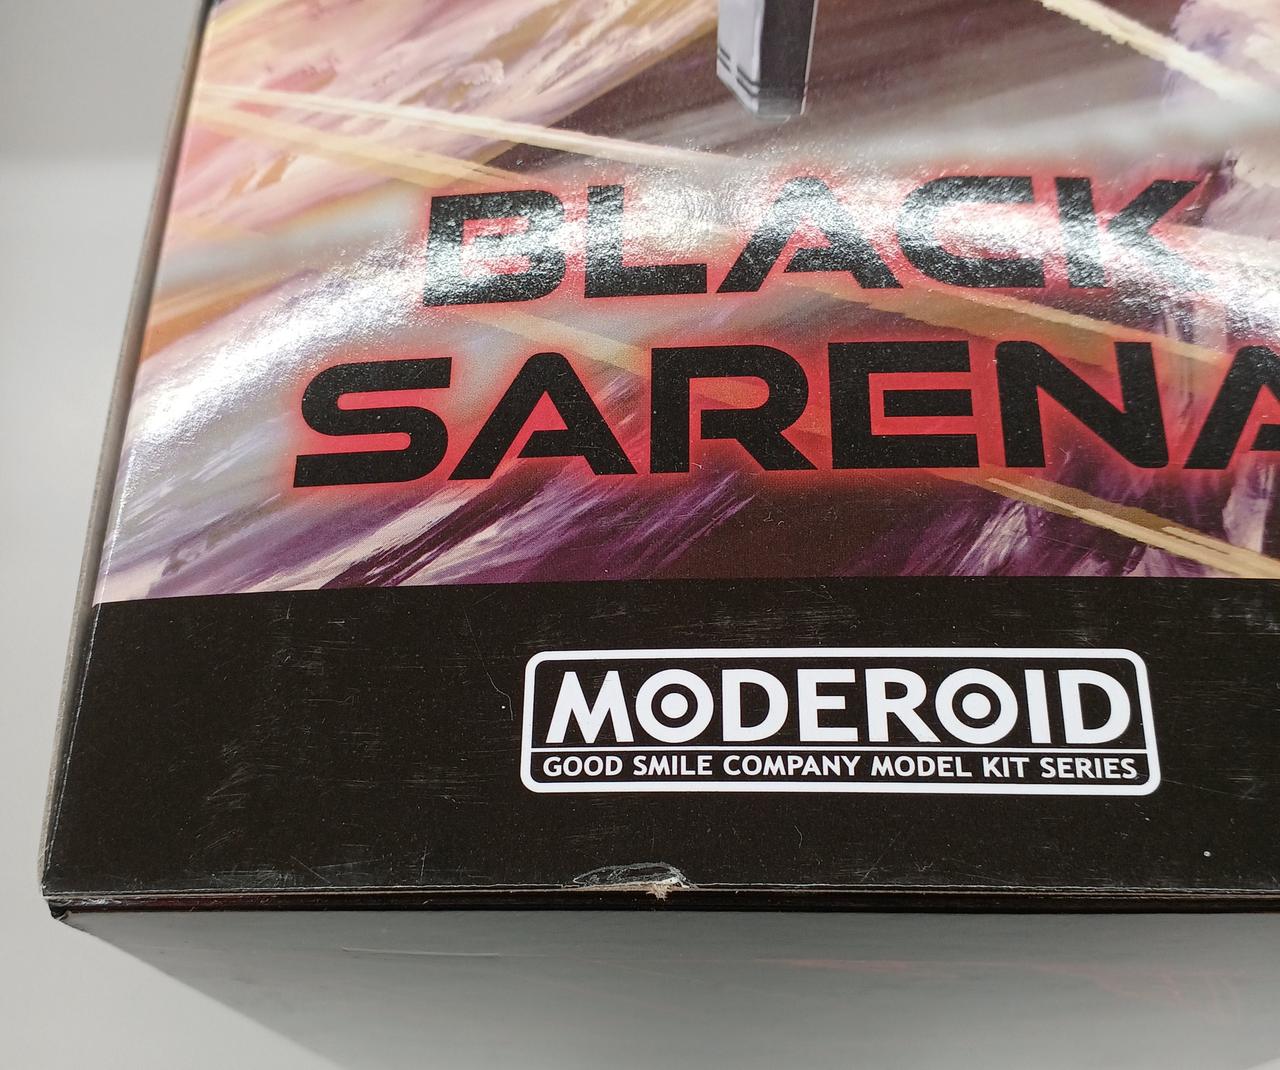 BLACK
SARENA
MODEROID
GOOD SMILE COMPANY MODEL KIT SERIES